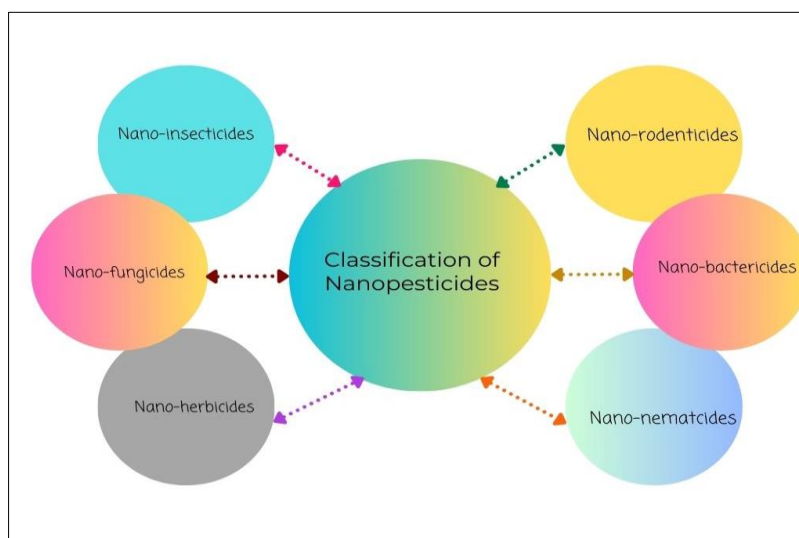 Nano-insecticides
Nano-rodenticides
Nano-fungicides
Classification of
Nanopesticides
Nano-bactericides
Nano-herbicides
Nano-nematcides